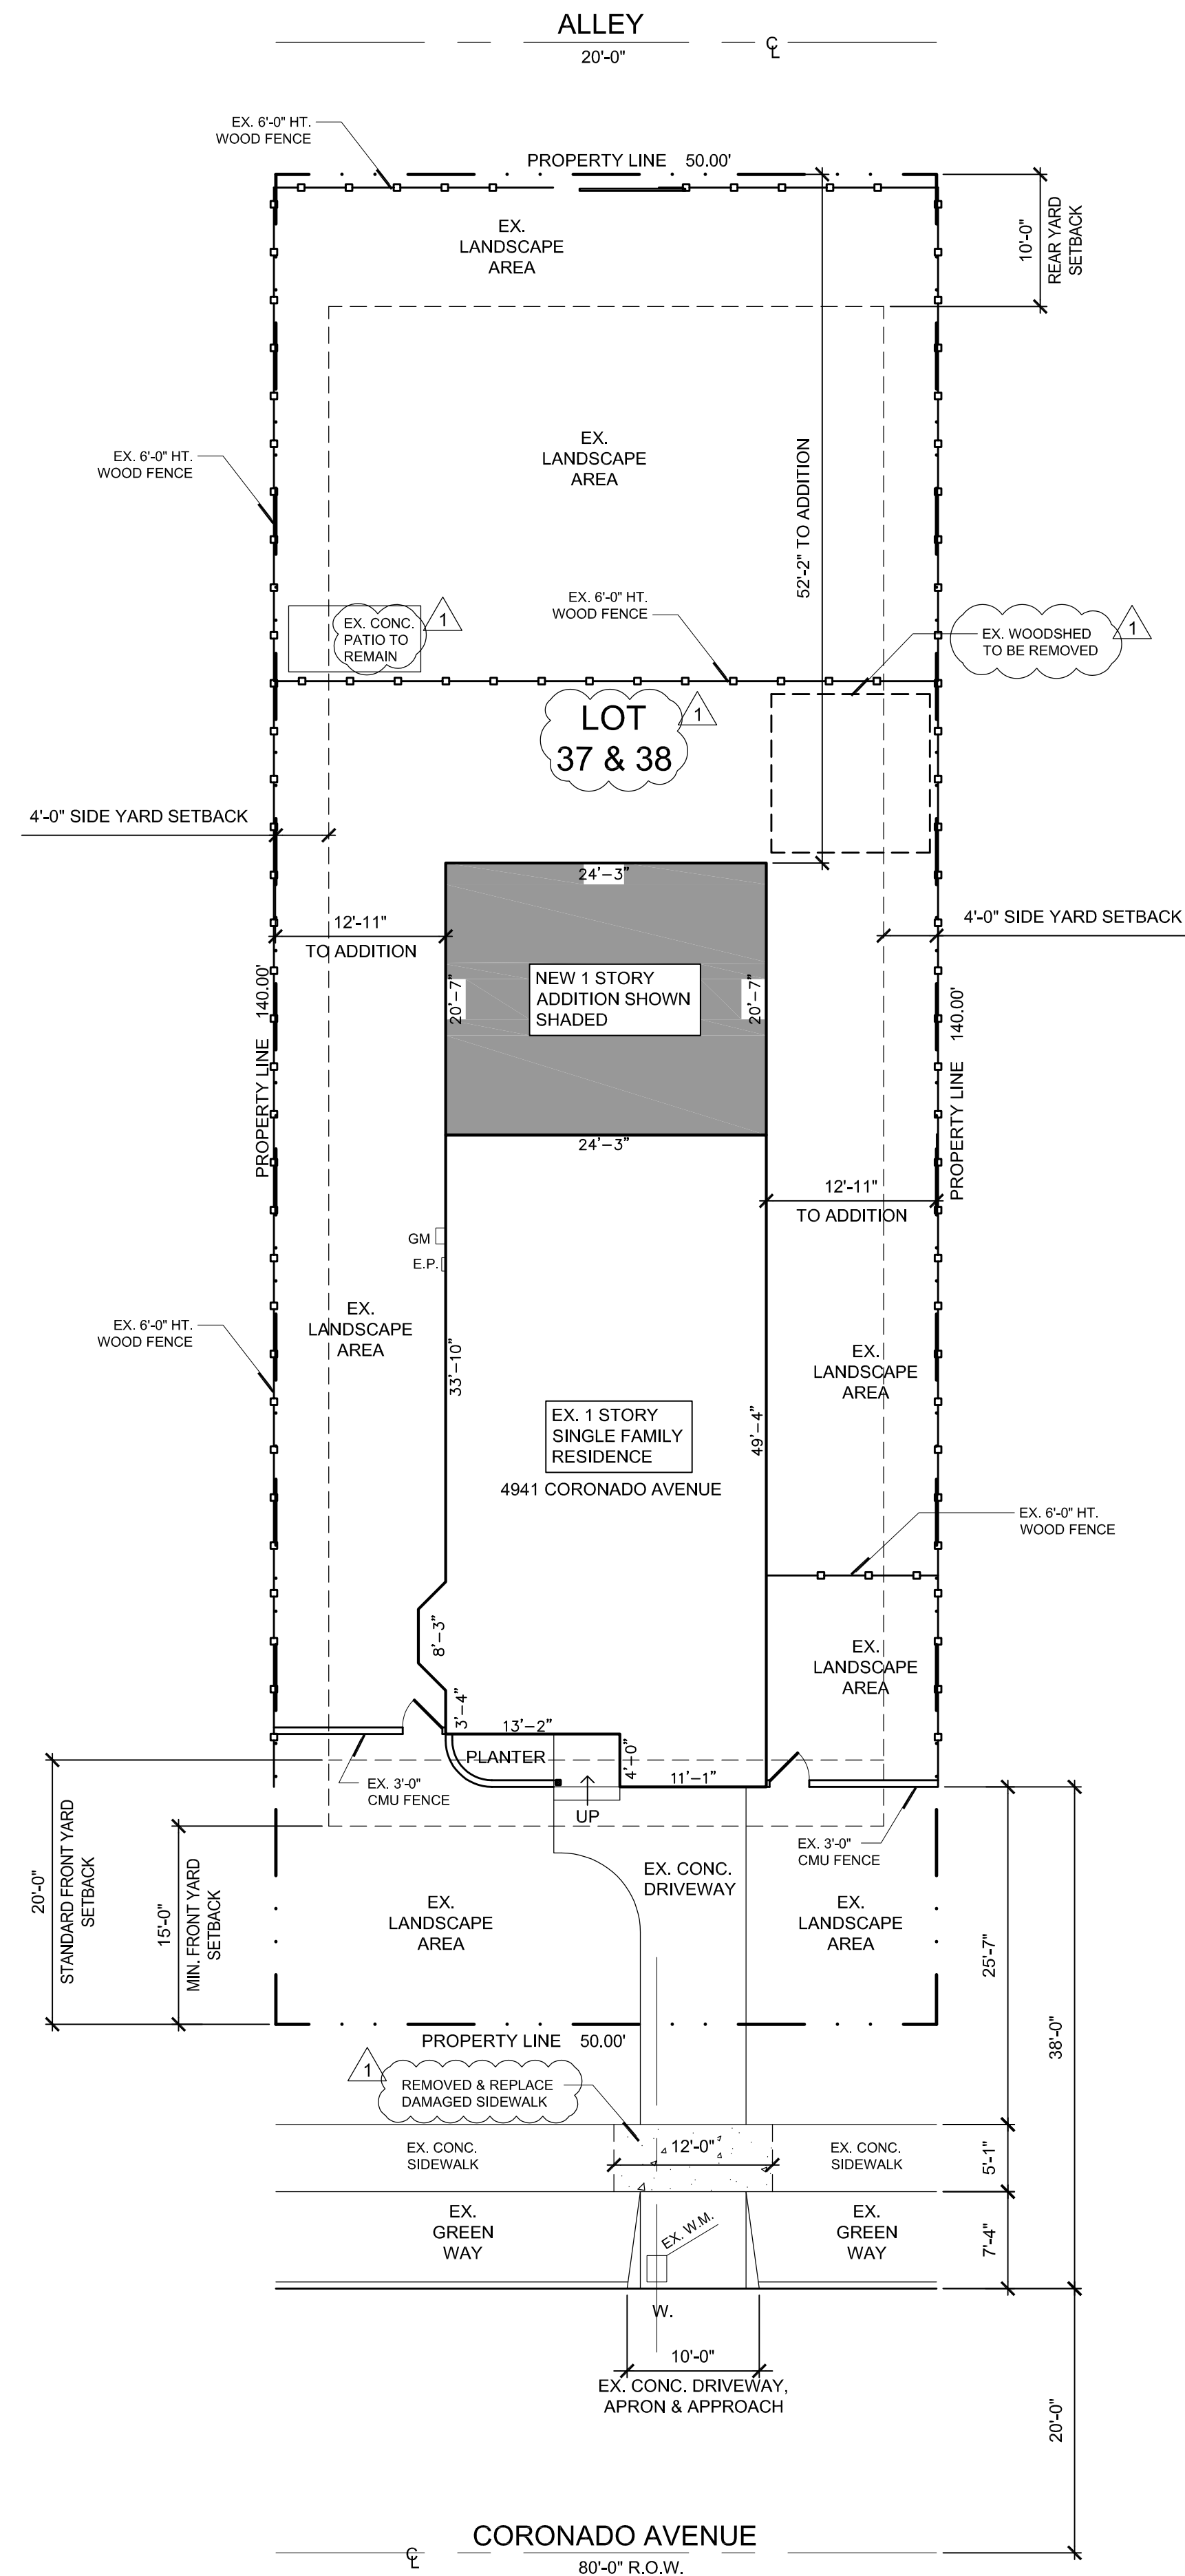 ALLEY
20'-0"
EX. 6'-0" HT.
WOOD FENCE
PROPERTY LINE 50.00'
EX.
LANDSCAPE
AREA
10'-0"
REAR YARD
SETBACK
EX.
LANDSCAPE
AREA
52'-2" TO ADDITION
EX. 6'-0" HT.
WOOD FENCE
EX. CONC.
PATIO TO
REMAIN
1
EX. 6'-0" HT.
WOOD FENCE
EX. WOODSHED
TO BE REMOVED
1
LOT
37 & 38
1
4'-0" SIDE YARD SETBACK
24'-3"
12'-11"
TO ADDITION
4'-0" SIDE YARD SETBACK
NEW 1 STORY
ADDITION SHOWN
SHADED
20'-7"
20'-7"
PROPERTY LINE 140.00'
PROPERTY LINE 140.00'
24'-3"
12'-11"
TO ADDITION
GM
E.P.
EX.
LANDSCAPE
AREA
EX. 6'-0" HT.
WOOD FENCE
33'-10"
EX.
LANDSCAPE
AREA
EX. 1 STORY
SINGLE FAMILY
RESIDENCE
49'-4"
4941 CORONADO AVENUE
EX. 6'-0" HT.
WOOD FENCE
8'-3"
EX.
LANDSCAPE
AREA
3'-4"
13'-2"
PLANTER
4'-0"
11'-1"
EX. 3'-0"
CMU FENCE
UP
EX. 3'-0"
CMU FENCE
20'-0"
STANDARD FRONT YARD
SETBACK
15'-0"
MIN. FRONT YARD
SETBACK
EX. CONC.
DRIVEWAY
EX.
LANDSCAPE
AREA
EX.
LANDSCAPE
AREA
25'-7"
38'-0"
PROPERTY LINE 50.00'
1
REMOVED & REPLACE
DAMAGED SIDEWALK
EX. CONC.
SIDEWALK
12'-0"
EX. CONC.
SIDEWALK
5'-1"
EX.
GREEN
WAY
EX. W.M.
EX.
GREEN
WAY
7'-4"
W.
10'-0"
EX. CONC. DRIVEWAY,
APRON & APPROACH
20'-0"
CORONADO AVENUE
80'-0" R.O.W.